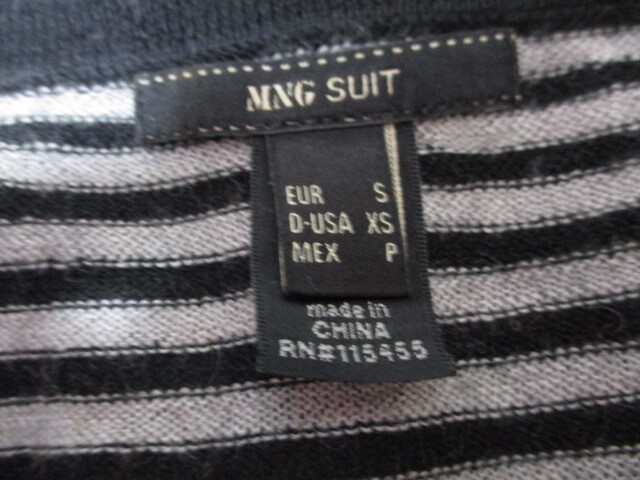 MNG SUIT
EUR S
D-USA XS
MEX P
made in
CHINA
RN#115455